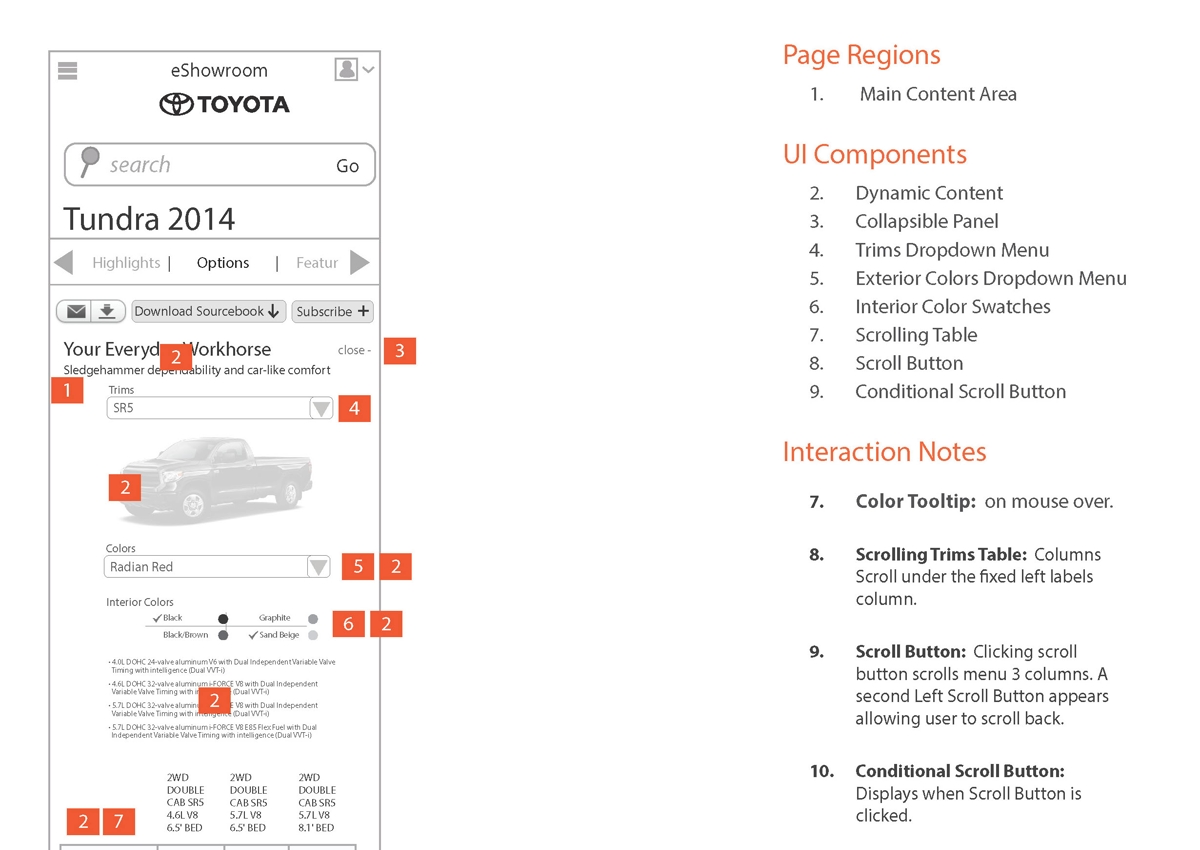 eShowroom
TOYOTA
search Go
Tundra 2014
Highlights | Options | Featur
Download Sourcebook Subscribe +
Your Everyd Workhorse close - 3
2
Sledgehammer dependability and car-like comfort
1
Trims
SR5 4
2
Colors
Radian Red 5 2
Interior Colors
Black Graphite
6 2
Black/Brown Sand Beige
• 4.0L DOHC 24-valve aluminum V6 with Dual Independent Variable Valve
Timing with intelligence (Dual VVT-i)
• 4.6L DOHC 32-valve aluminum i-FORCE V8 with Dual Independent
Variable Valve Timing with (Dual VVT-i)
2
• 5.7L DOHC 32-valve V8 with Dual Independent
Variable Valve Timing with intelligence (Dual VVT-i)
• 5.7L DOHC 32-valve aluminum i-FORCE V8 E85 Flex Fuel with Dual
Independent Variable Valve Timing with intelligence (Dual VVT-i)
2WD 2WD 2WD
DOUBLE DOUBLE DOUBLE
CAB SR5 CAB SR5 CAB SR5
4.6L V8 5.7L V8 5.7L V8
6.5' BED 6.5' BED 8.1' BED
2 7
Page Regions
1. Main Content Area
UI Components
2. Dynamic Content
3. Collapsible Panel
4. Trims Dropdown Menu
5. Exterior Colors Dropdown Menu
6. Interior Color Swatches
7. Scrolling Table
8. Scroll Button
9. Conditional Scroll Button
Interaction Notes
7. Color Tooltip: on mouse over.
8. Scrolling Trims Table: Columns
Scroll under the fixed left labels
column.
9. Scroll Button: Clicking scroll
button scrolls menu 3 columns. A
second Left Scroll Button appears
allowing user to scroll back.
10. Conditional Scroll Button:
Displays when Scroll Button is
clicked.